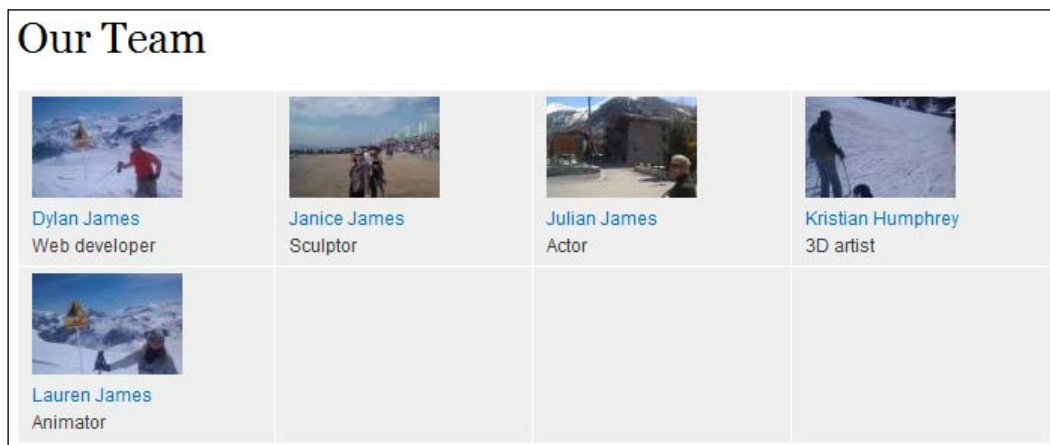 Our Team
Dylan James
Web developer
Janice James
Sculptor
Julian James
Actor
Kristian Humphrey
3D artist
Lauren James
Animator